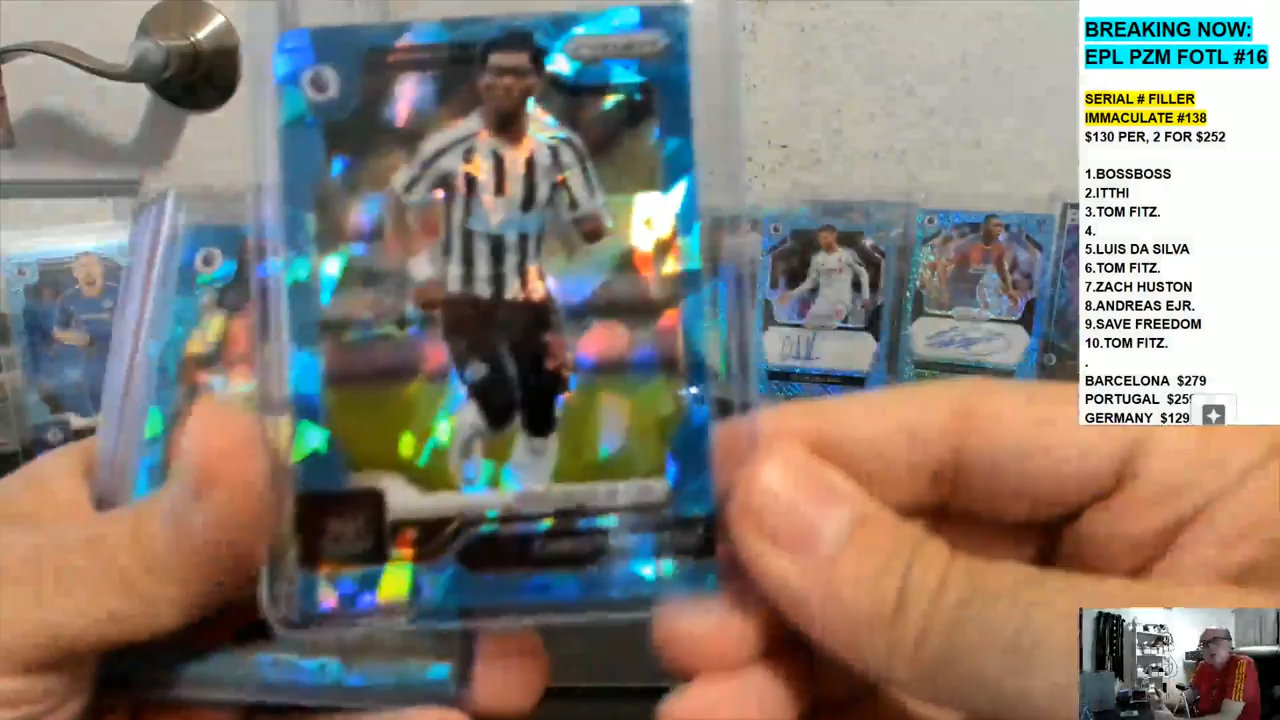 BREAKING NOW:
EPL PZM FOTL #16
SERIAL # FILLER
IMMACULATE #138
$130 PER, 2 FOR $252
1.BOSSBOSS
2.ITTHI
3.TOM FITZ.
4.
5.LUIS DA SILVA
6.TOM FITZ.
7.ZACH HUSTON
8.ANDREAS EJR.
9.SAVE FREEDOM
10.TOM FITZ.
.
BARCELONA $279
PORTUGAL
GERMANY $129